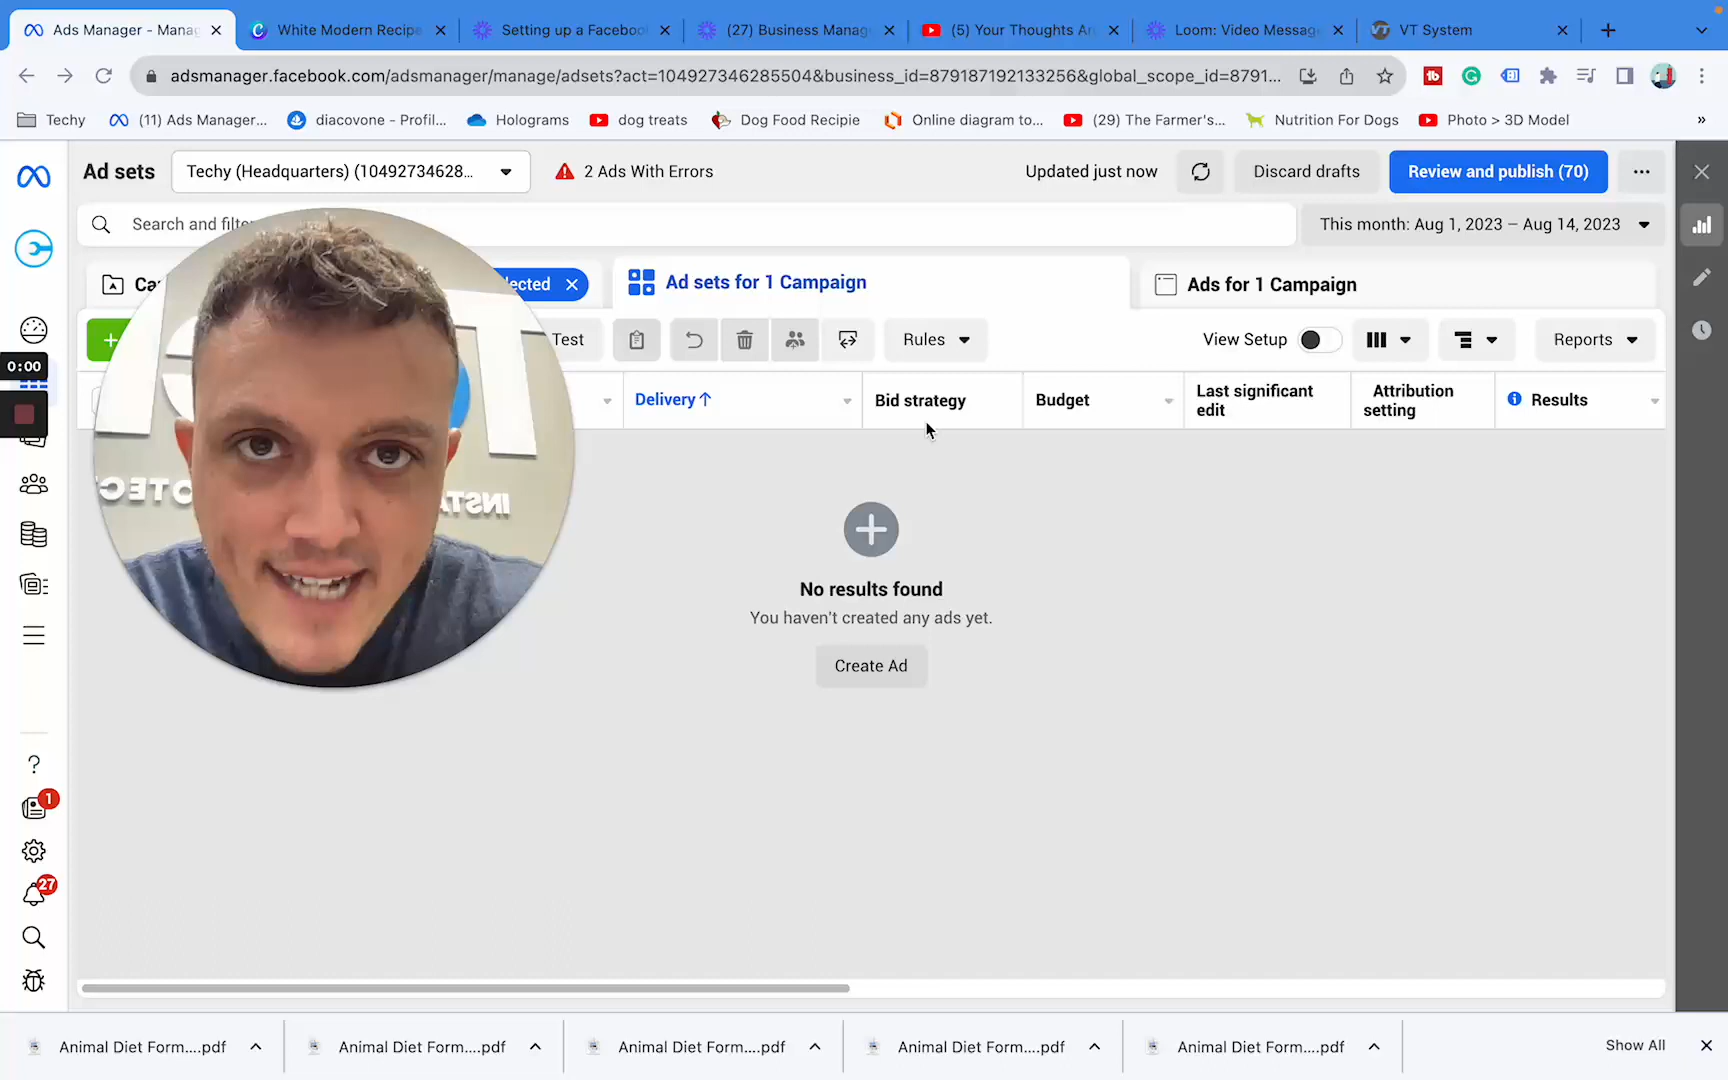 Ads Manager - Manag
White Modern Recipe
Setting up a Facebook
(27) Business Manag
(5) Your Thoughts An
Loom: Video Messag
VT System
adsmanager.facebook.com/adsmanager/manage/adsets?act=104927346285504&business_id=879187192133256&global_scope_id=8791...
Techy
(11) Ads Manager...
diacovone - Profil...
Holograms
dog treats
Dog Food Recipie
Online diagram to...
(29) The Farmer's...
Nutrition For Dogs
Photo > 3D Model
»
Ad sets
Techy (Headquarters) (10492734628...
2 Ads With Errors
Updated just now
Discard drafts
Review and publish (70)
Search and filte
This month: Aug 1, 2023 – Aug 14, 2023
Ca
lected
Ad sets for 1 Campaign
Ads for 1 Campaign
Test
Rules
View Setup
Reports
0:00
Delivery ↑
Bid strategy
Budget
Last significant
edit
Attribution
setting
Results
INSTA
OTEC
No results found
You haven't created any ads yet.
Create Ad
1
27
Animal Diet Form....pdf
Animal Diet Form....pdf
Animal Diet Form....pdf
Animal Diet Form....pdf
Animal Diet Form....pdf
Show All